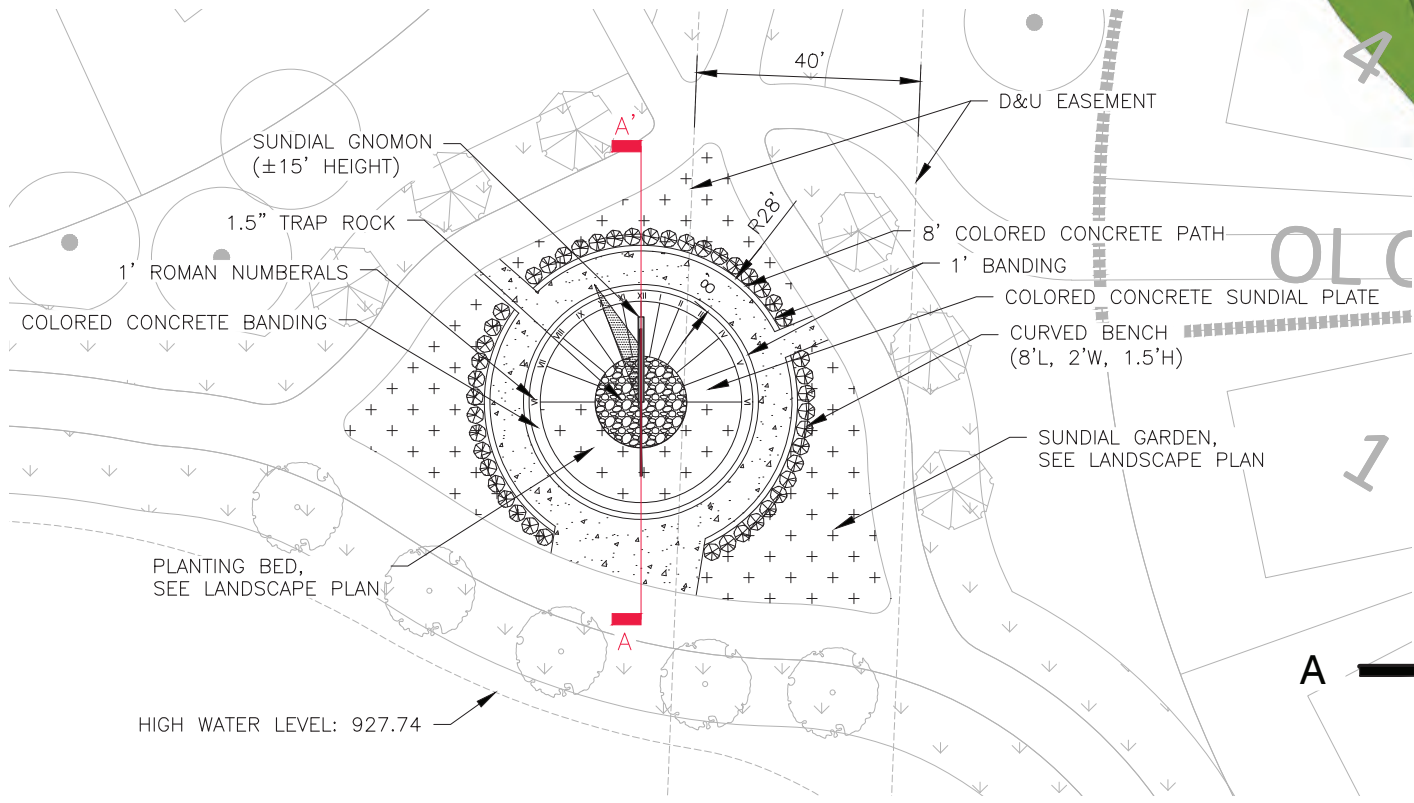 40'
4
D&U EASEMENT
A'
SUNDIAL GNOMON
(±15' HEIGHT)
1.5” TRAP ROCK
R28'
8' COLORED CONCRETE PATH
OLO
1' ROMAN NUMBERALS
1' BANDING
8'
COLORED CONCRETE SUNDIAL PLATE
COLORED CONCRETE BANDING
CURVED BENCH
(8'L, 2'W, 1.5'H)
VII VIII IX XII I II III IV V VI
SUNDIAL GARDEN,
SEE LANDSCAPE PLAN
1
PLANTING BED,
SEE LANDSCAPE PLAN
A
A
HIGH WATER LEVEL: 927.74